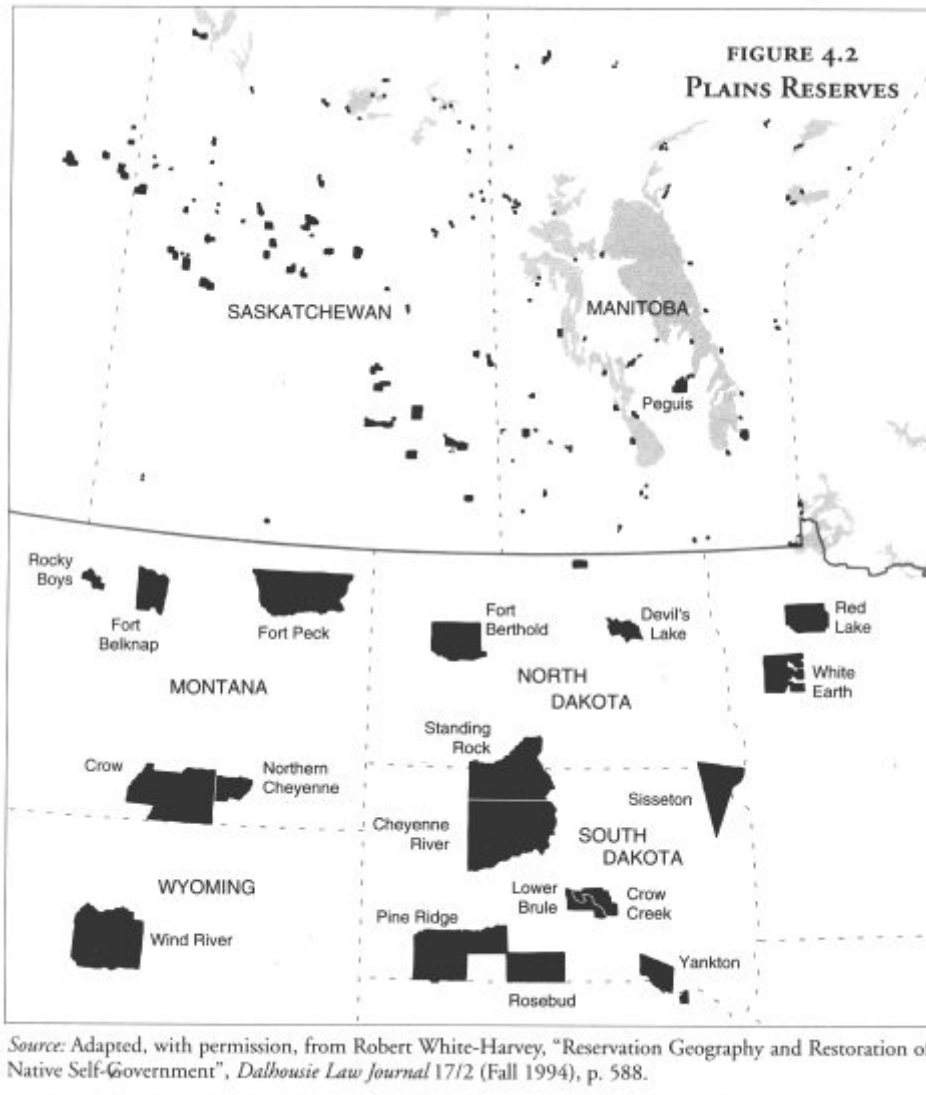 FIGURE 4.2
PLAINS RESERVES
SASKATCHEWAN
MANITOBA
Peguis
Rocky
Boys
Fort
Belknap
Fort Peck
Fort
Berthold
Devil's
Lake
Red
Lake
White
Earth
MONTANA
NORTH
DAKOTA
Standing
Rock
Crow
Northern
Cheyenne
Sisseton
Cheyenne
River
SOUTH
DAKOTA
WYOMING
Lower
Brule
Crow
Creek
Pine Ridge
Wind River
Yankton
Rosebud
Source: Adapted, with permission, from Robert White-Harvey, "Reservation Geography and Restoration of
Native Self-Government", Dalhousie Law Journal 17/2 (Fall 1994), p. 588.